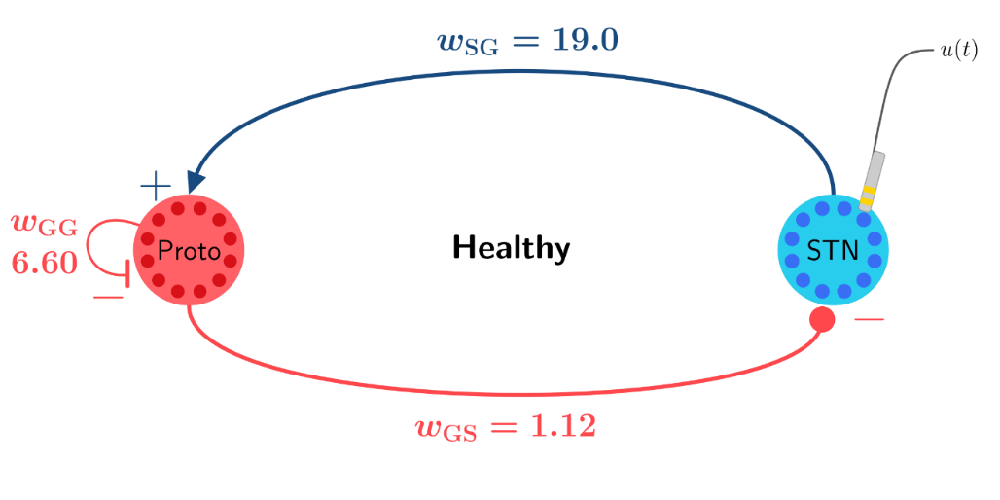 w_SG = 19.0
u(t)
+
w_GG
6.60
−
Proto
Healthy
STN
−
w_GS = 1.12